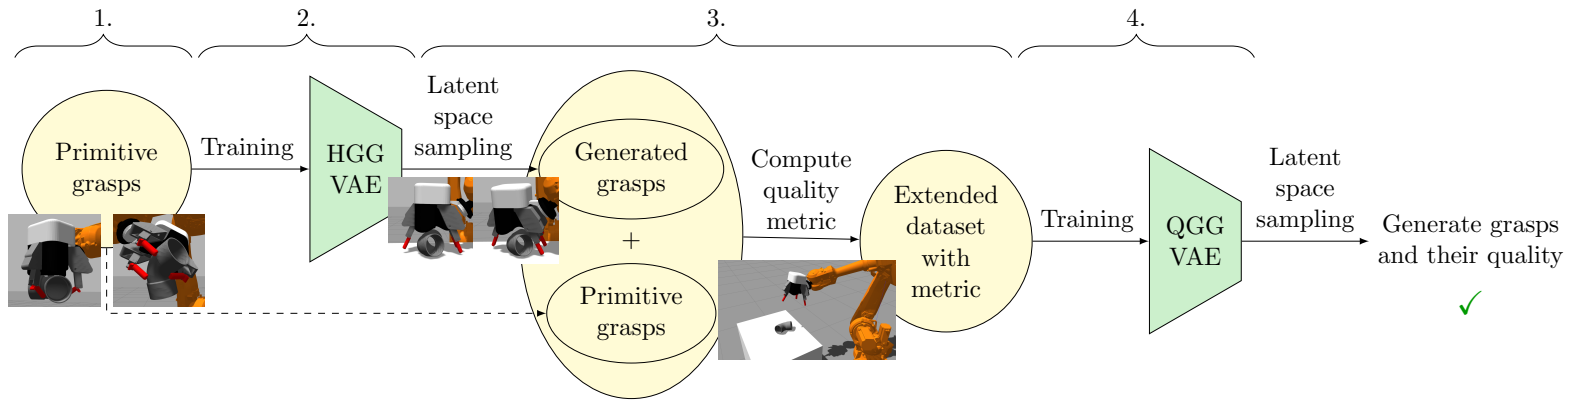 1.
2.
3.
4.
Primitive
grasps
Training
HGG
VAE
Latent
space
sampling
Generated
grasps
+
Primitive
grasps
Compute
quality
metric
Extended
dataset
with
metric
Training
QGG
VAE
Latent
space
sampling
Generate grasps
and their quality
✓